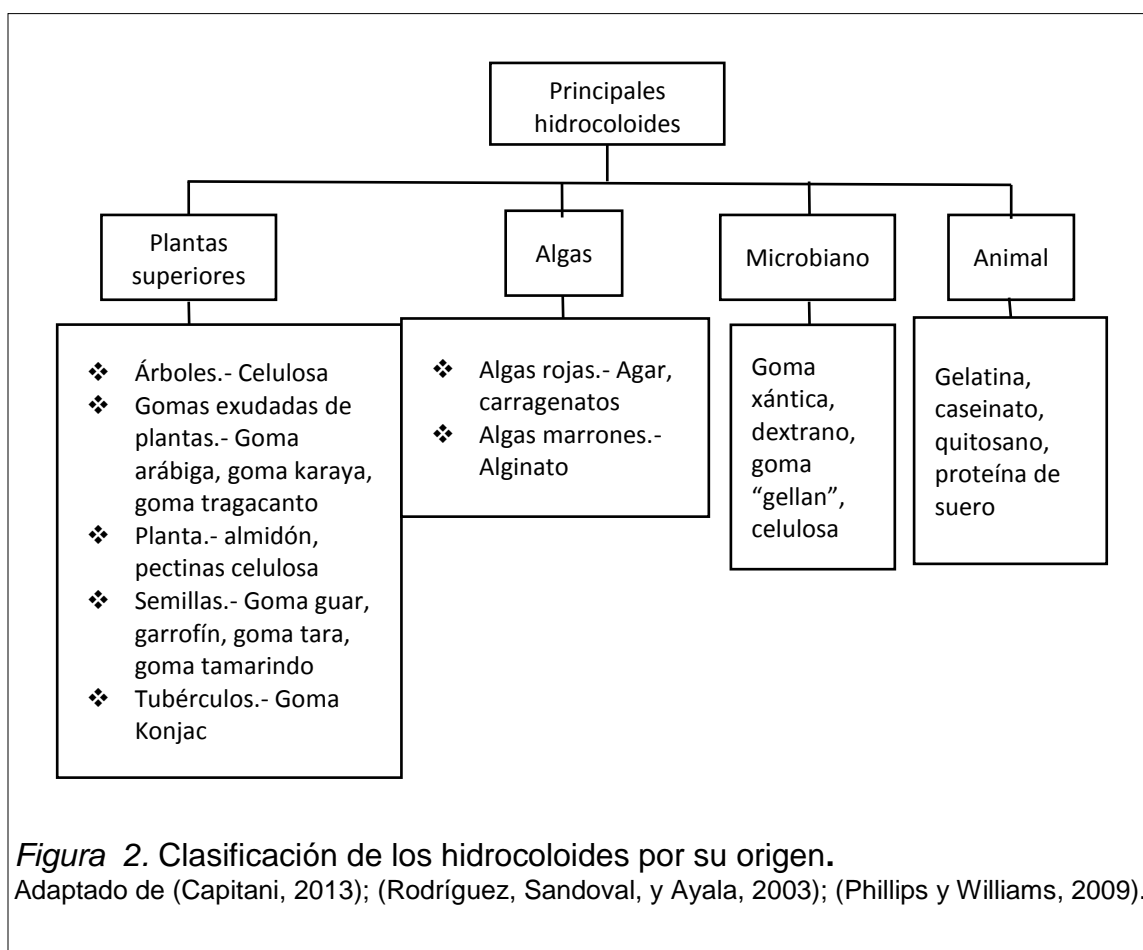 Principales
hidrocoloides
Plantas
superiores
Algas
Microbiano
Animal
❖ Árboles.- Celulosa
❖ Gomas exudadas de
plantas.- Goma
arábiga, goma karaya,
goma tragacanto
❖ Planta.- almidón,
pectinas celulosa
❖ Semillas.- Goma guar,
garrofín, goma tara,
goma tamarindo
❖ Tubérculos.- Goma
Konjac
❖ Algas rojas.- Agar,
carragenatos
❖ Algas marrones.-
Alginato
Goma
xántica,
dextrano,
goma
“gellan”,
celulosa
Gelatina,
caseinato,
quitosano,
proteína de
suero
Figura 2. Clasificación de los hidrocoloides por su origen.
Adaptado de (Capitani, 2013); (Rodríguez, Sandoval, y Ayala, 2003); (Phillips y Williams, 2009).